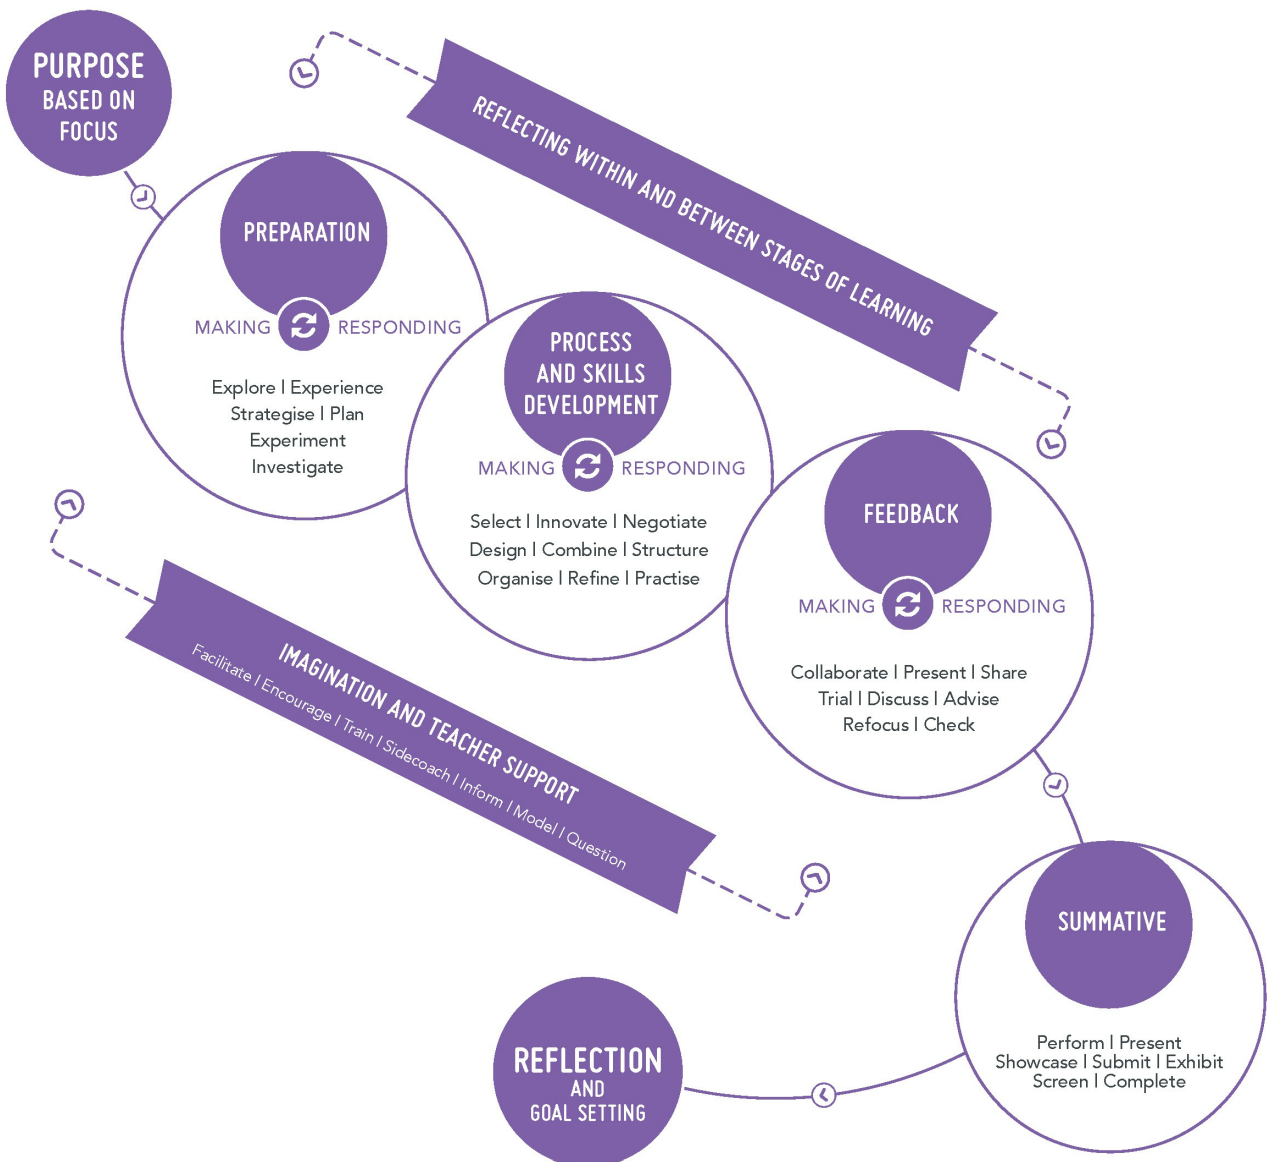 PURPOSE
BASED ON
FOCUS
REFLECTING WITHIN AND BETWEEN STAGES OF LEARNING
PREPARATION
MAKING RESPONDING
Explore | Experience
Strategise | Plan
Experiment
Investigate
PROCESS
AND SKILLS
DEVELOPMENT
MAKING RESPONDING
Select | Innovate | Negotiate
Design | Combine | Structure
Organise | Refine | Practise
FEEDBACK
MAKING RESPONDING
Collaborate | Present | Share
Trial | Discuss | Advise
Refocus | Check
IMAGINATION AND TEACHER SUPPORT
Facilitate | Encourage | Train | Sidecoach | Inform | Model | Question
SUMMATIVE
Perform | Present
Showcase | Submit | Exhibit
Screen | Complete
REFLECTION
AND
GOAL SETTING